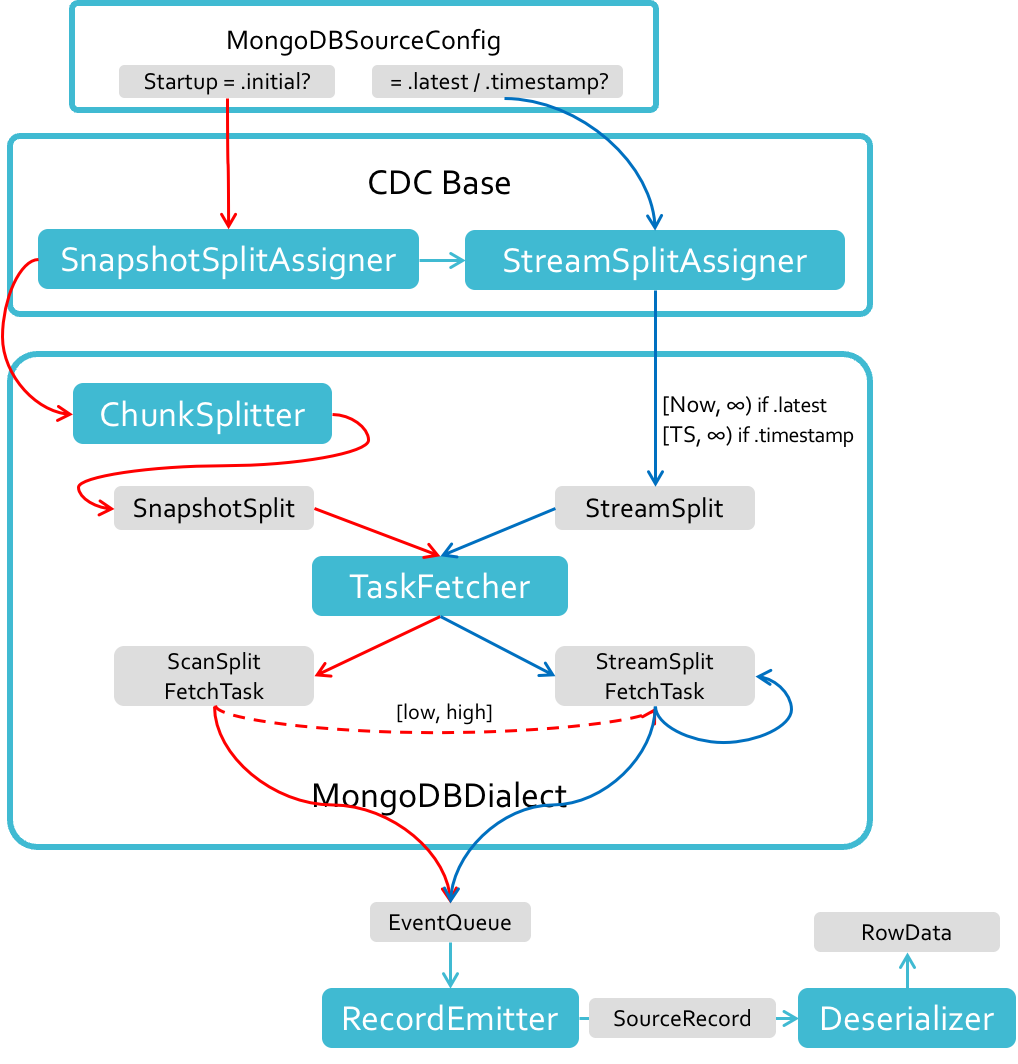 MongoDBSourceConfig
Startup = .initial?
= .latest / .timestamp?
CDC Base
SnapshotSplitAssigner
StreamSplitAssigner
ChunkSplitter
[Now, ∞) if .latest
[TS, ∞) if .timestamp
SnapshotSplit
StreamSplit
TaskFetcher
ScanSplit
FetchTask
StreamSplit
FetchTask
[low, high]
MongoDBDialect
EventQueue
RowData
RecordEmitter
SourceRecord
Deserializer